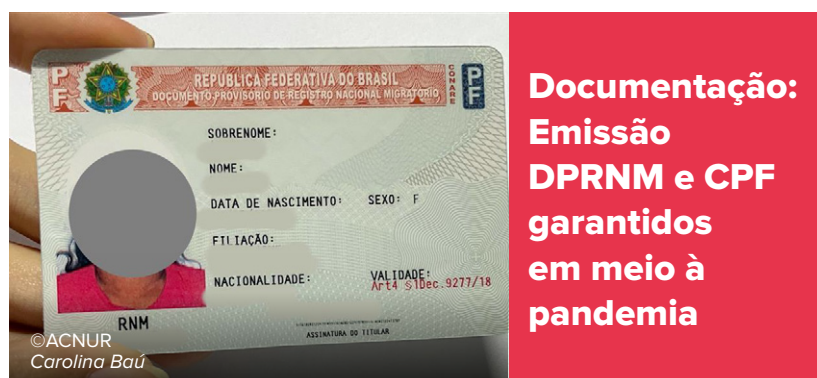 PF
REPÚBLICA FEDERATIVA DO BRASIL
DOCUMENTO PROVISÓRIO DE REGISTRO NACIONAL MIGRATÓRIO
CONARE
PF
SOBRENOME:
NOME:
DATA DE NASCIMENTO: SEXO: F
FILIAÇÃO:
NACIONALIDADE: VALIDADE:
Art4 §1Dec.9277/18
RNM
ASSINATURA DO TITULAR
©ACNUR
Carolina Baú
Documentação:
Emissão
DPRNM e CPF
garantidos
em meio à
pandemia